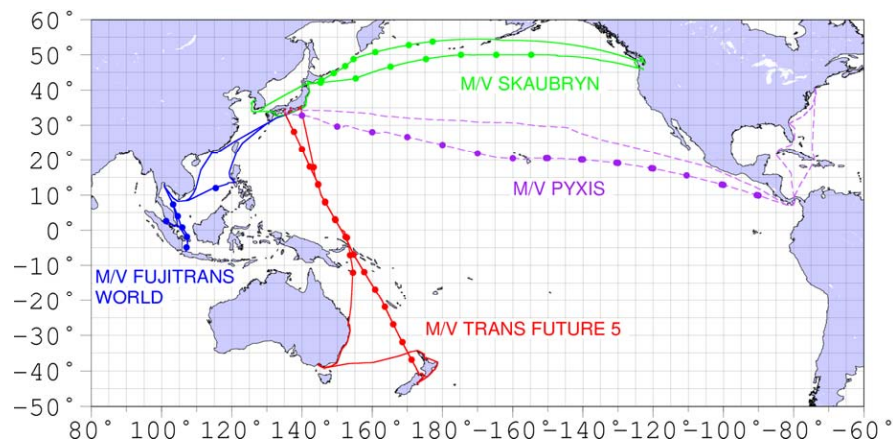 60°
50°
40°
30°
20°
10°
0°
-10°
-20°
-30°
-40°
-50°
M/V SKAUBRYN
M/V PYXIS
M/V FUJITRANS
WORLD
M/V TRANS FUTURE 5
80° 100° 120° 140° 160° 180° -160° -140° -120° -100° -80° -60°